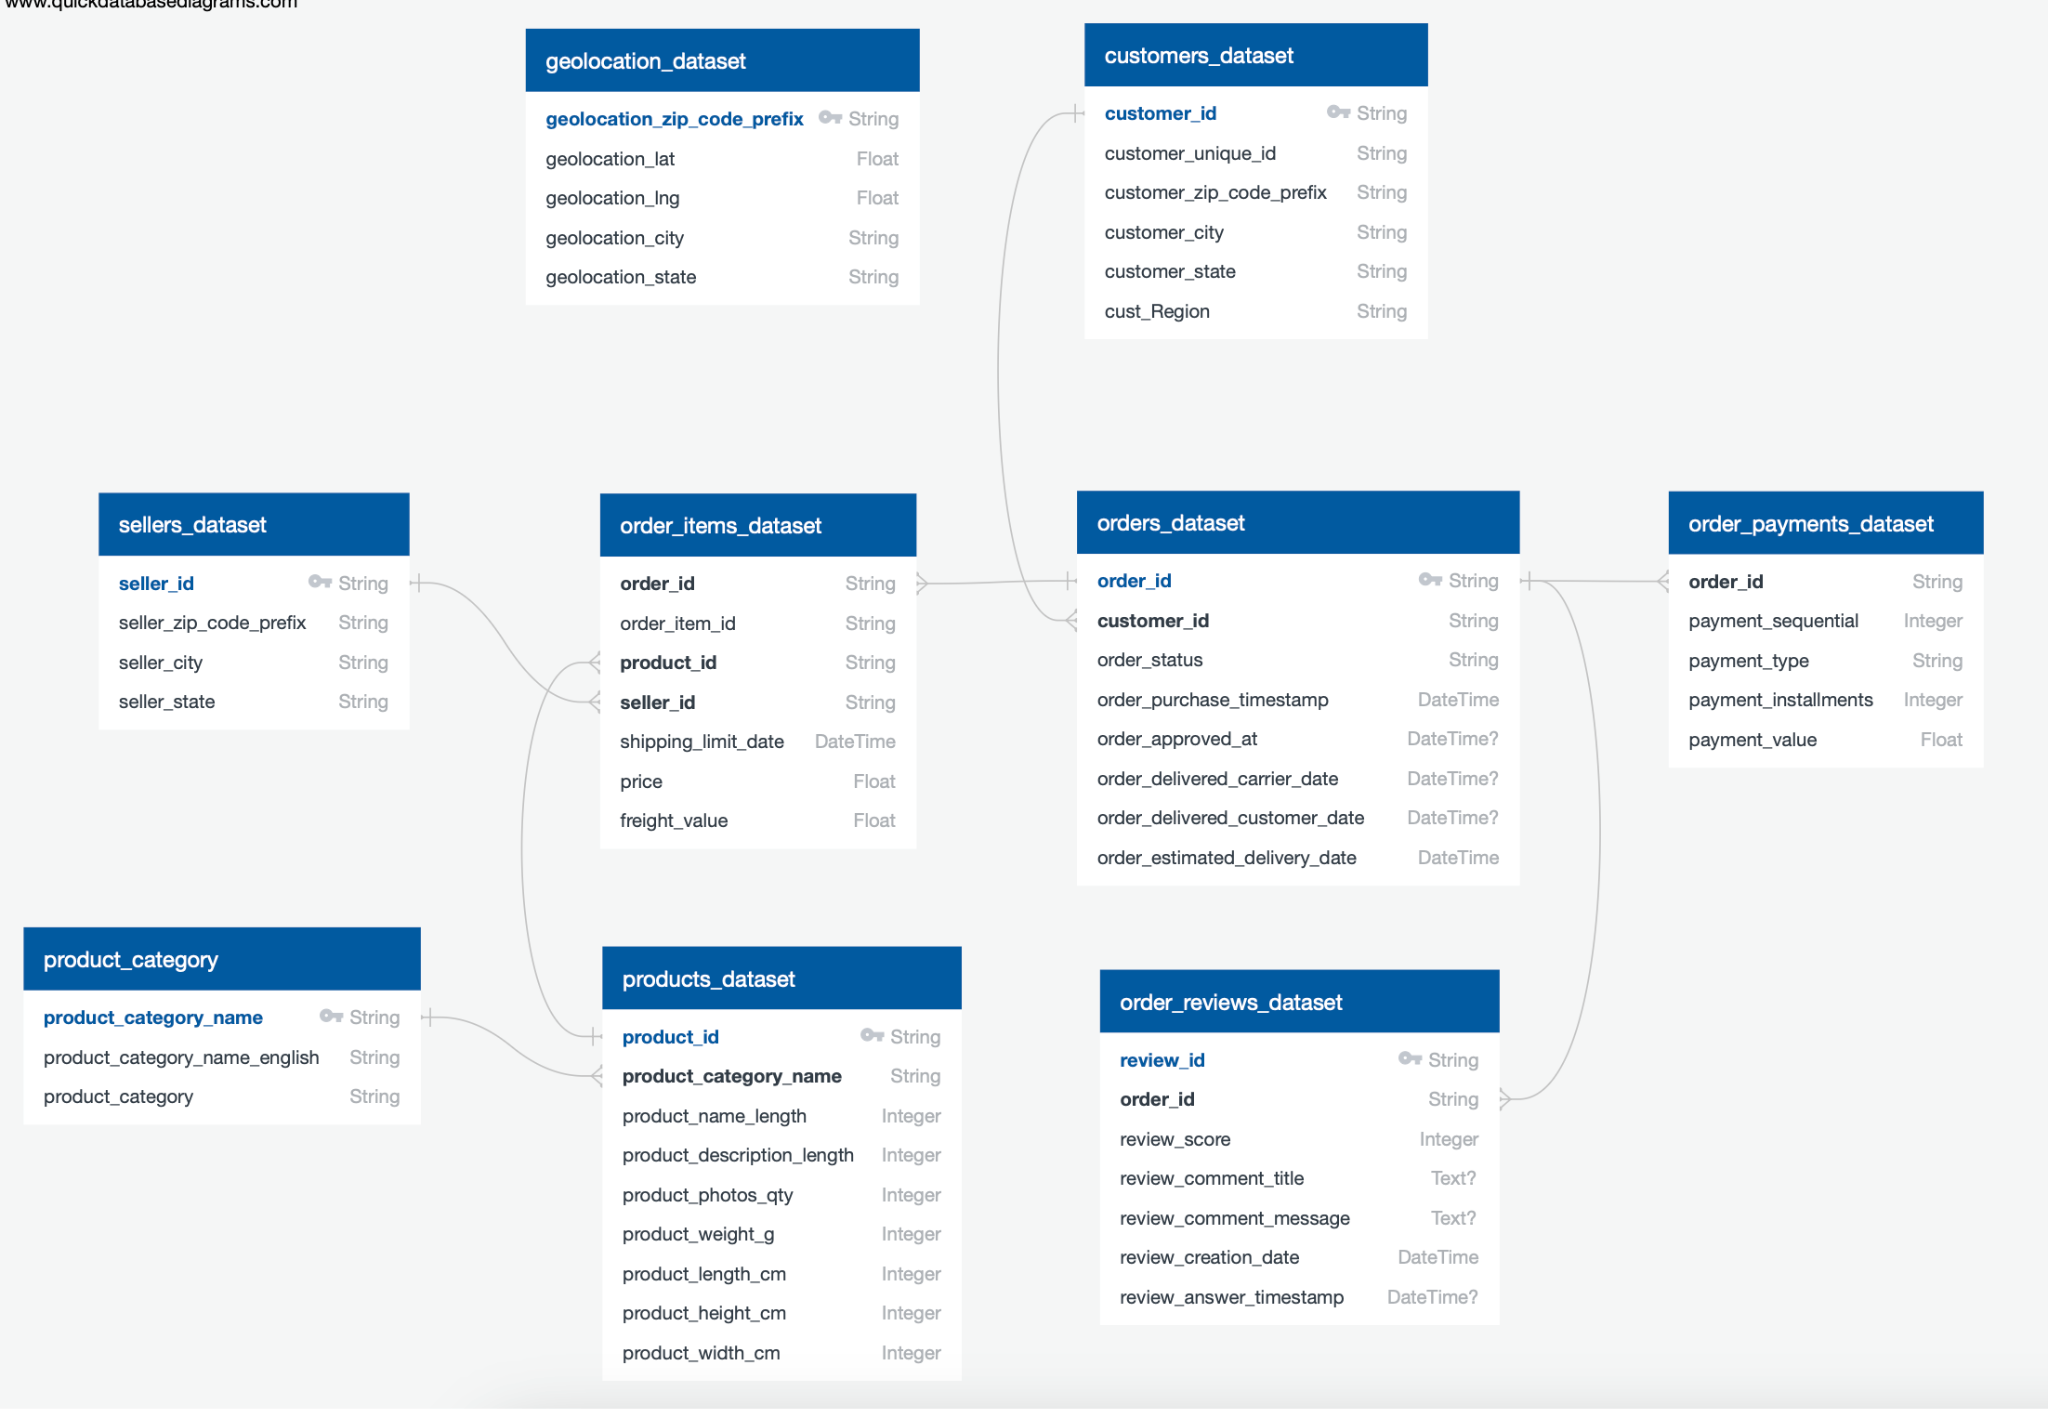 www.quickdatabasediagrams.com
geolocation_dataset
geolocation_zip_code_prefix String
geolocation_lat Float
geolocation_lng Float
geolocation_city String
geolocation_state String
customers_dataset
customer_id String
customer_unique_id String
customer_zip_code_prefix String
customer_city String
customer_state String
cust_Region String
sellers_dataset
seller_id String
seller_zip_code_prefix String
seller_city String
seller_state String
order_items_dataset
order_id String
order_item_id String
product_id String
seller_id String
shipping_limit_date DateTime
price Float
freight_value Float
orders_dataset
order_id String
customer_id String
order_status String
order_purchase_timestamp DateTime
order_approved_at DateTime?
order_delivered_carrier_date DateTime?
order_delivered_customer_date DateTime?
order_estimated_delivery_date DateTime
order_payments_dataset
order_id String
payment_sequential Integer
payment_type String
payment_installments Integer
payment_value Float
product_category
product_category_name String
product_category_name_english String
product_category String
products_dataset
product_id String
product_category_name String
product_name_length Integer
product_description_length Integer
product_photos_qty Integer
product_weight_g Integer
product_length_cm Integer
product_height_cm Integer
product_width_cm Integer
order_reviews_dataset
review_id String
order_id String
review_score Integer
review_comment_title Text?
review_comment_message Text?
review_creation_date DateTime
review_answer_timestamp DateTime?